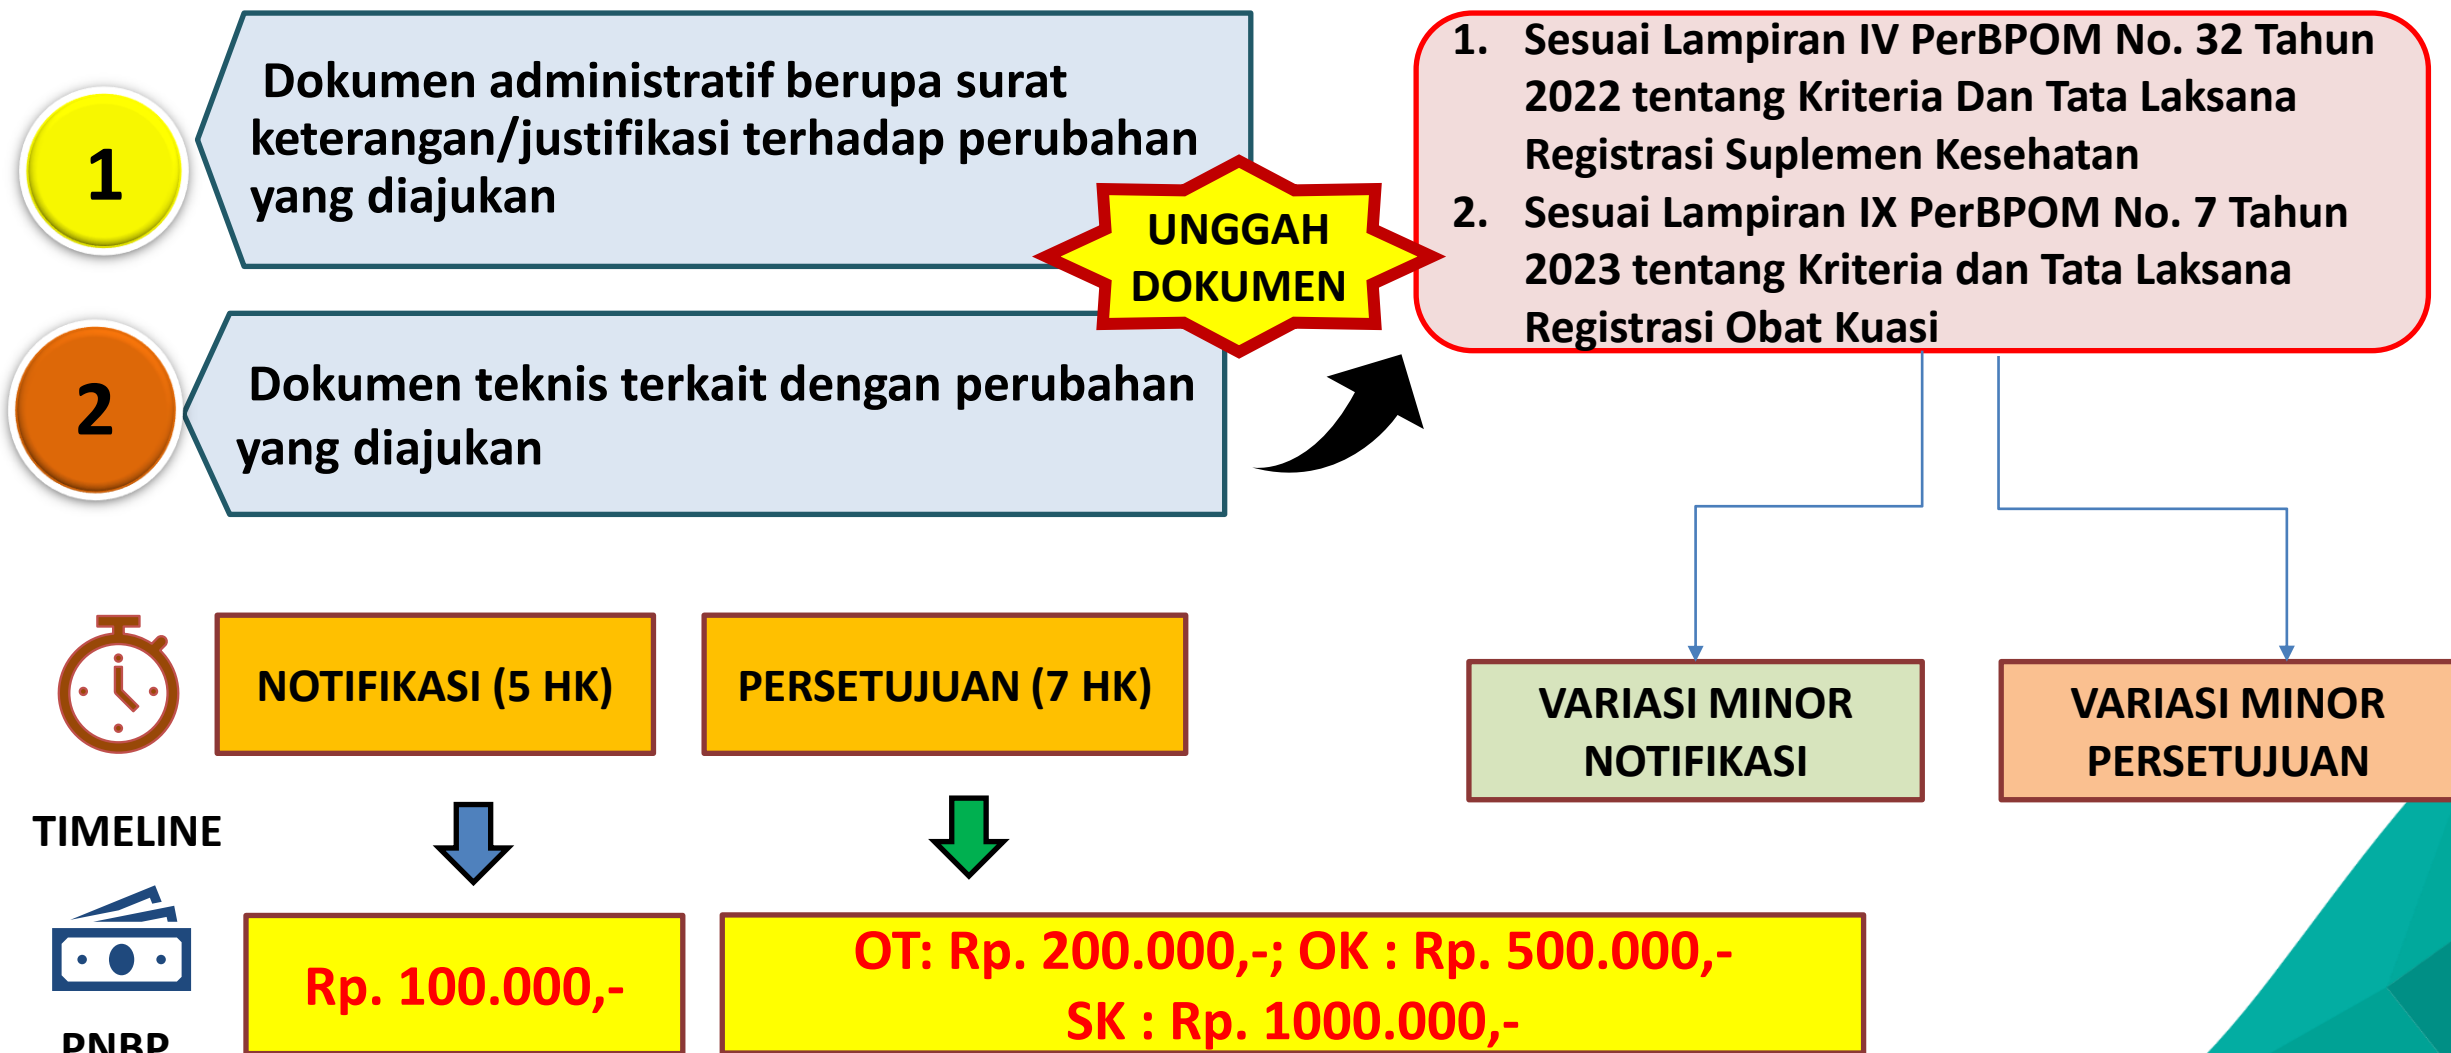 1
Dokumen administratif berupa surat
keterangan/justifikasi terhadap perubahan
yang diajukan
2
Dokumen teknis terkait dengan perubahan
yang diajukan
UNGGAH
DOKUMEN
1. Sesuai Lampiran IV PerBPOM No. 32 Tahun
2022 tentang Kriteria Dan Tata Laksana
Registrasi Suplemen Kesehatan
2. Sesuai Lampiran IX PerBPOM No. 7 Tahun
2023 tentang Kriteria dan Tata Laksana
Registrasi Obat Kuasi
VARIASI MINOR
NOTIFIKASI
VARIASI MINOR
PERSETUJUAN
TIMELINE
NOTIFIKASI (5 HK)
PERSETUJUAN (7 HK)
PNBP
Rp. 100.000,-
OT: Rp. 200.000,-; OK : Rp. 500.000,-
SK : Rp. 1000.000,-